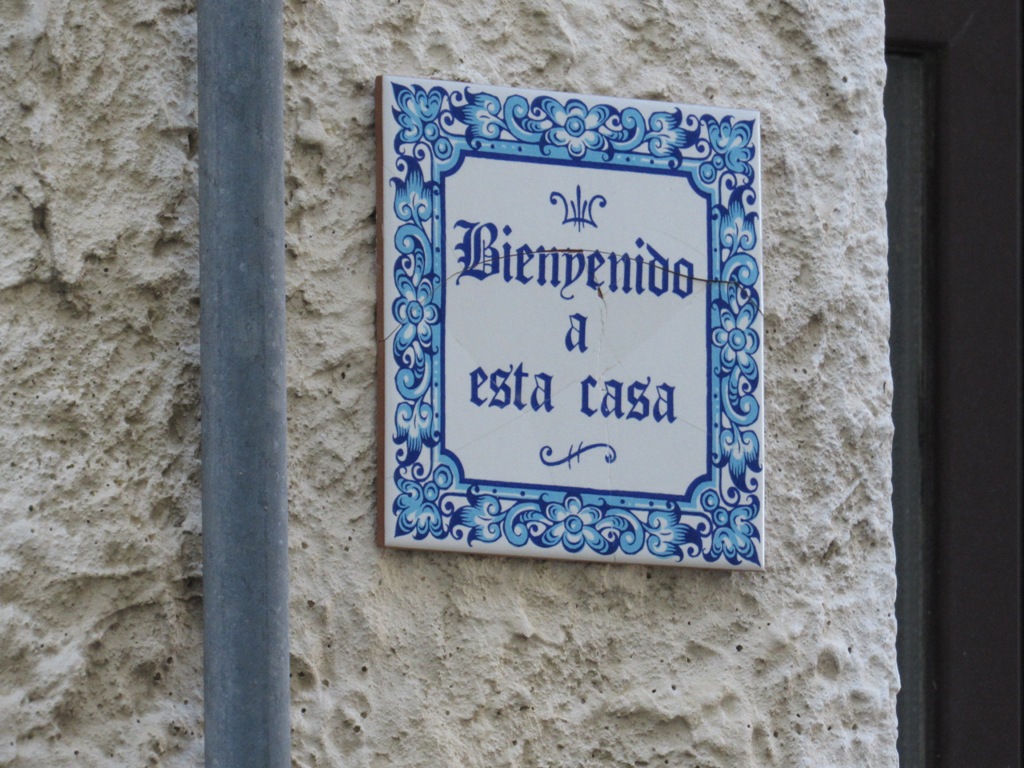 Bienvenido
a
esta casa